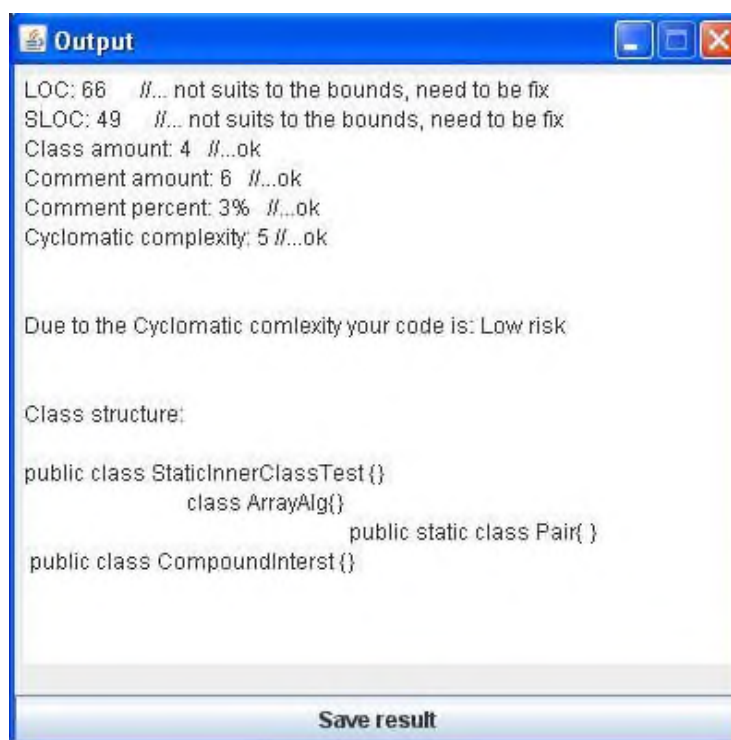 Output
LOC: 66 //... not suits to the bounds, need to be fix
SLOC: 49 //... not suits to the bounds, need to be fix
Class amount: 4 //...ok
Comment amount: 6 //...ok
Comment percent: 3% //...ok
Cyclomatic complexity: 5 //...ok
Due to the Cyclomatic comlexity your code is: Low risk
Class structure:
public class StaticInnerClassTest {}
class ArrayAlg{}
public static class Pair{ }
public class CompoundInterst {}
Save result